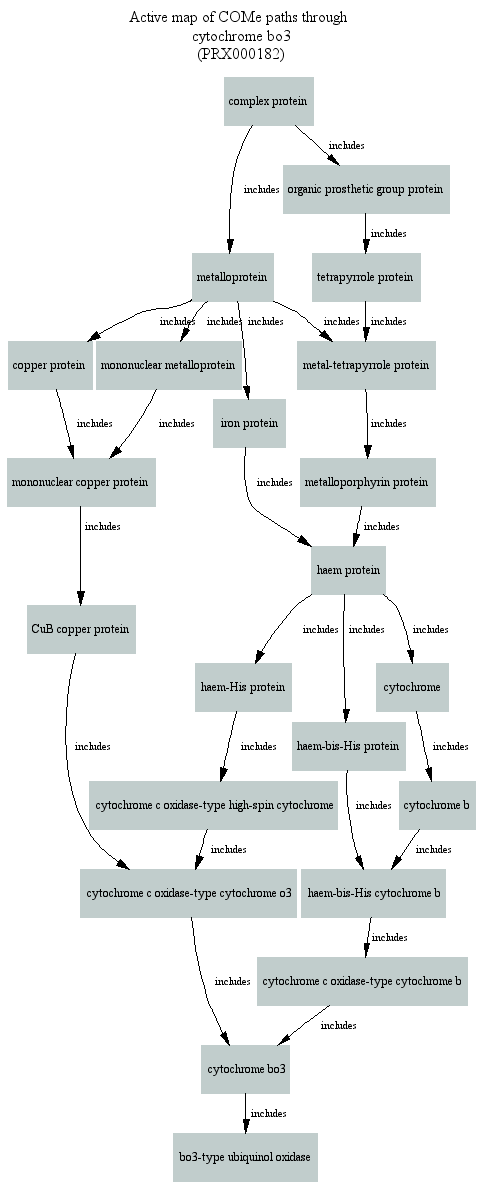 Active map of COMe paths through
cytochrome bo3
(PRX000182)
complex protein
includes
includes
organic prosthetic group protein
includes
metalloprotein
tetrapyrrole protein
includes
includes
includes
includes
includes
copper protein
mononuclear metalloprotein
metal-tetrapyrrole protein
includes
includes
iron protein
includes
mononuclear copper protein
includes
metalloporphyrin protein
includes
includes
haem protein
CuB copper protein
includes
includes
includes
haem-His protein
cytochrome
includes
includes
haem-bis-His protein
includes
cytochrome c oxidase-type high-spin cytochrome
includes
cytochrome b
includes
includes
cytochrome c oxidase-type cytochrome o3
haem-bis-His cytochrome b
includes
includes
cytochrome c oxidase-type cytochrome b
includes
cytochrome bo3
includes
bo3-type ubiquinol oxidase